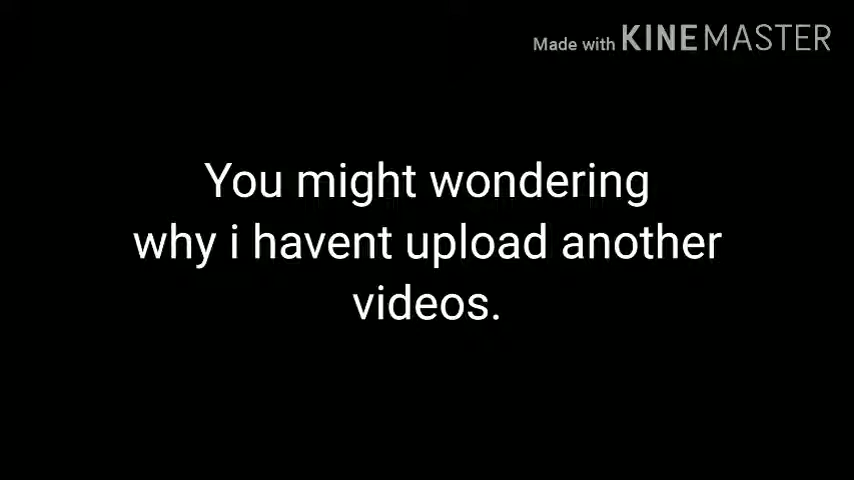 Made with KINEMASTER
You might wondering
why i havent upload another
videos.